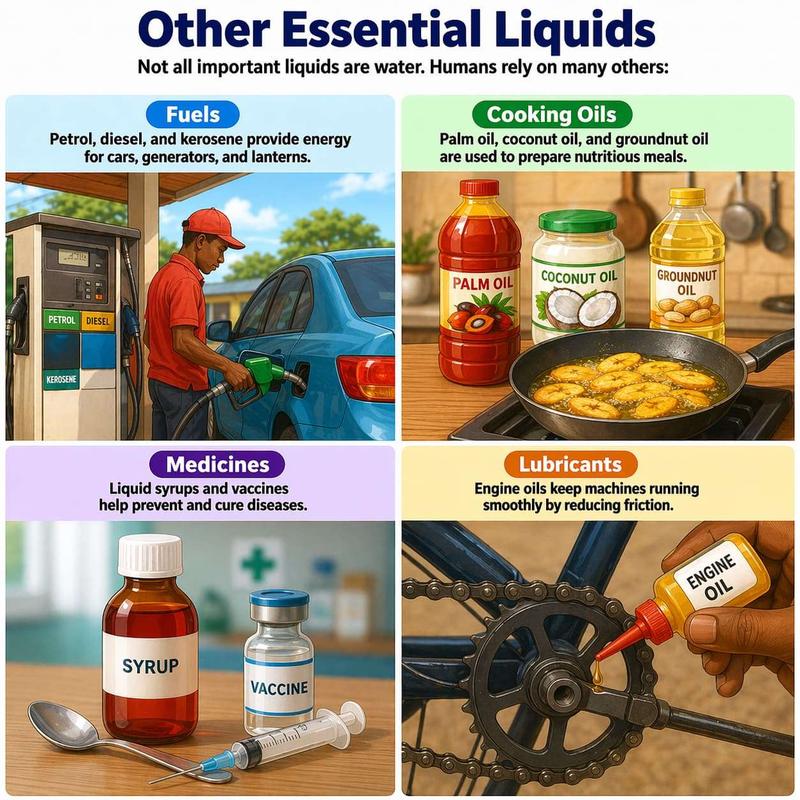 Other Essential Liquids
Not all important liquids are water. Humans rely on many others:
Fuels
Petrol, diesel, and kerosene provide energy
for cars, generators, and lanterns.
PETROL
DIESEL
KEROSENE
Cooking Oils
Palm oil, coconut oil, and groundnut oil
are used to prepare nutritious meals.
PALM OIL
COCONUT OIL
GROUNDNUT
OIL
Medicines
Liquid syrups and vaccines
help prevent and cure diseases.
SYRUP
VACCINE
Lubricants
Engine oils keep machines running
smoothly by reducing friction.
ENGINE
OIL